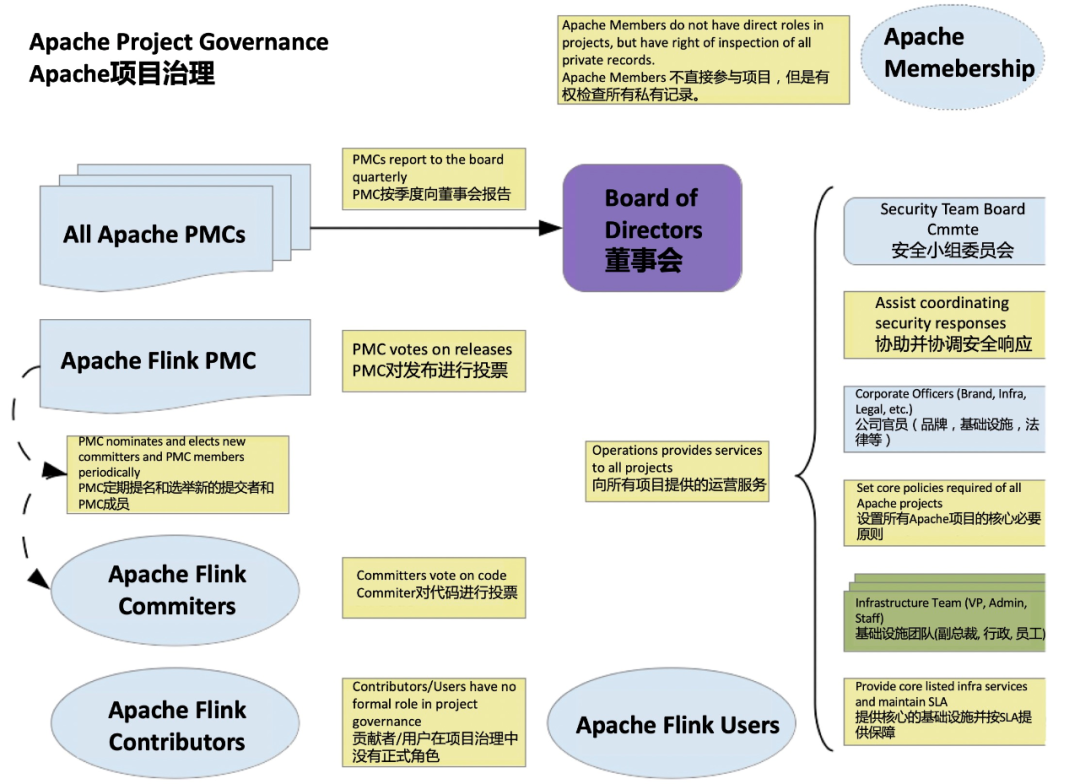 Apache Project Governance
Apache项目治理
Apache Members do not have direct roles in
projects, but have right of inspection of all
private records.
Apache Members 不直接参与项目，但是有
权检查所有私有记录。
Apache
Memebership
All Apache PMCs
PMCs report to the board
quarterly
PMC按季度向董事会报告
Board of
Directors
董事会
Security Team Board
Cmmte
安全小组委员会
Assist coordinating
security responses
协助并协调安全响应
Apache Flink PMC
PMC votes on releases
PMC对发布进行投票
Corporate Officers (Brand, Infra,
Legal, etc.)
公司官员（品牌，基础设施，法
律等）
PMC nominates and elects new
committers and PMC members
periodically
PMC定期提名和选举新的提交者和
PMC成员
Operations provides services
to all projects
向所有项目提供的运营服务
Set core policies required of all
Apache projects
设置所有Apache项目的核心必要
原则
Apache Flink
Commiters
Committers vote on code
Commiter对代码进行投票
Infrastructure Team (VP, Admin,
Staff)
基础设施团队(副总裁, 行政, 员工)
Apache Flink
Contributors
Contributors/Users have no
formal role in project
governance
贡献者/用户在项目治理中
没有正式角色
Apache Flink Users
Provide core listed infra services
and maintain SLA
提供核心的基础设施并按SLA提
供保障